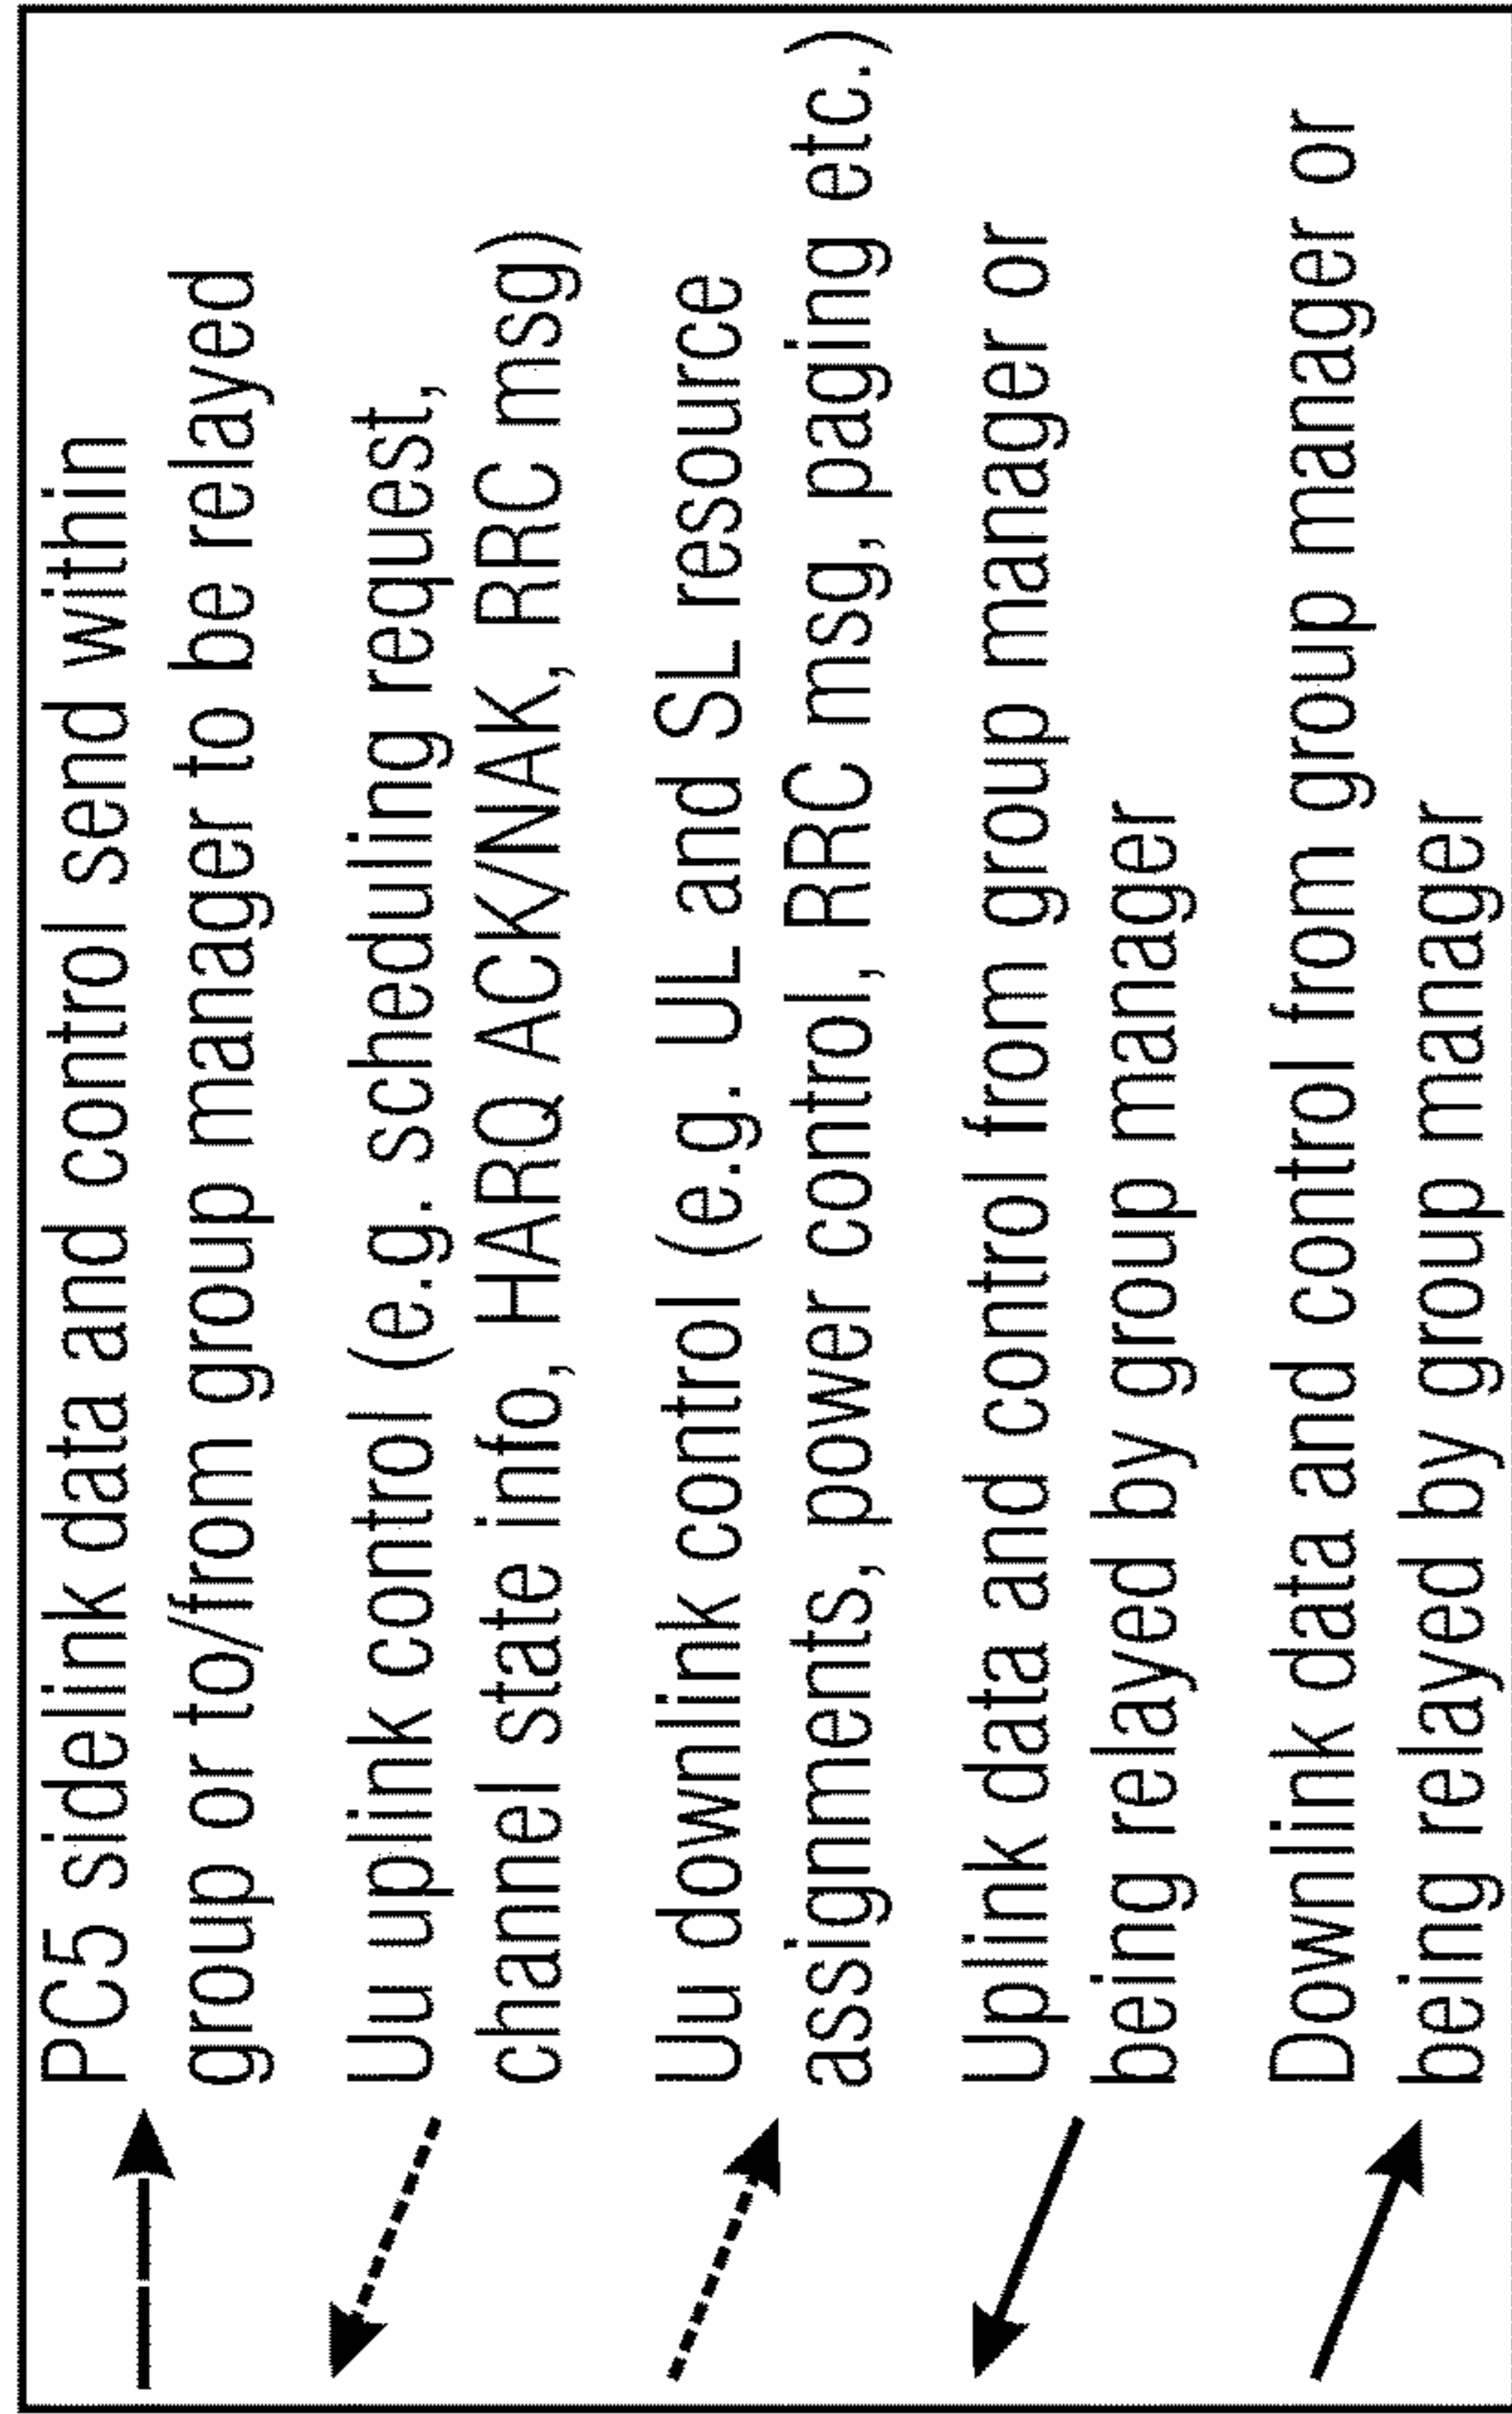 PC5 sidelink data and control send within
group or to/from group manager to be relayed
Uu uplink control (e.g. scheduling request,
channel state info, HARQ ACK/NAK, RRC msg)
Uu downlink control (e.g. UL and SL resource
assignments, power control, RRC msg, paging etc.)
Uplink data and control from group manager or
being relayed by group manager
Downlink data and control from group manager or
being relayed by group manager